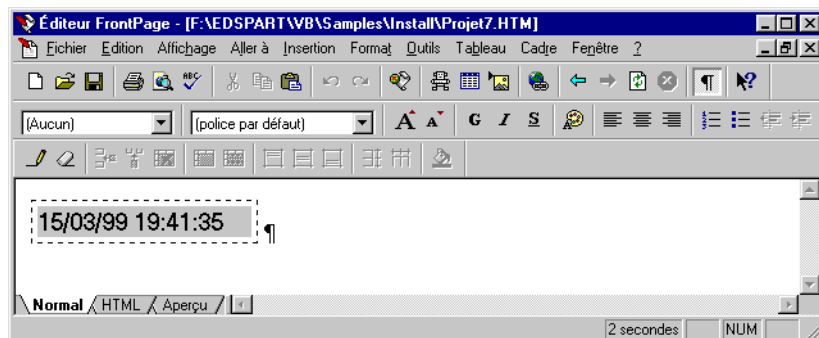 Éditeur FrontPage - [F:\EDSPART\VB\Samples\Install\Projet7.HTM]
Fichier Edition Affichage Aller à Insertion Format Outils Tableau Cadre Fenêtre ?
ABC
(Aucun) (police par défaut) A A G I S
15/03/99 19:41:35 ¶
Normal HTML Aperçu
2 secondes NUM